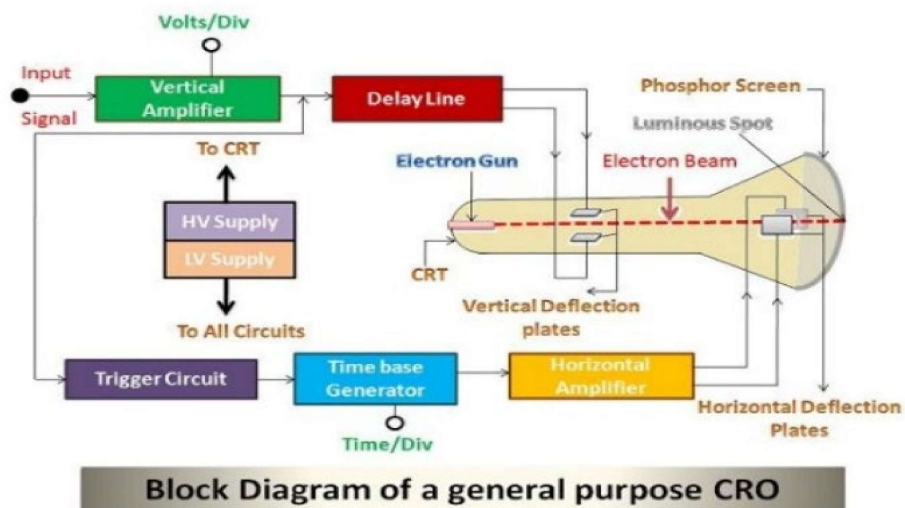 Volts/Div
Input
Signal
Vertical
Amplifier
Delay Line
Phosphor Screen
Luminous Spot
To CRT
Electron Gun
Electron Beam
HV Supply
LV Supply
CRT
Vertical Deflection
plates
To All Circuits
Trigger Circuit
Time base
Generator
Horizontal
Amplifier
Horizontal Deflection
Plates
Time/Div
Block Diagram of a general purpose CRO